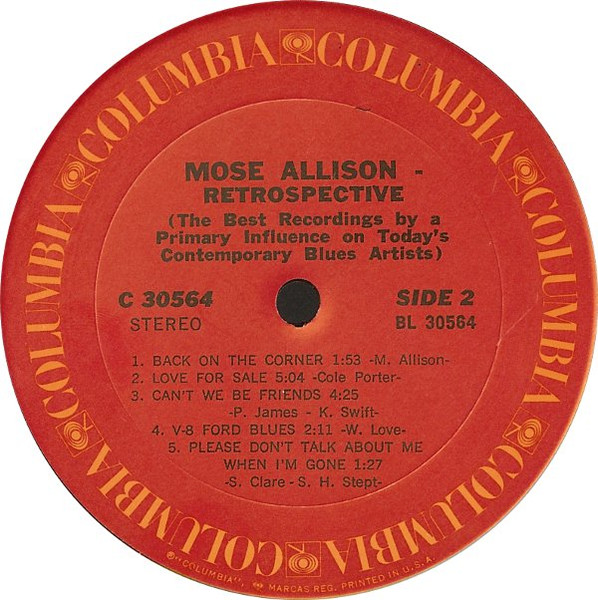 COLUMBIA COLUMBIA COLUMBIA COLUMBIA COLUMBIA COLUMBIA
MOSE ALLISON -
RETROSPECTIVE
(The Best Recordings by a
Primary Influence on Today's
Contemporary Blues Artists)
C 30564
SIDE 2
STEREO
BL 30564
1. BACK ON THE CORNER 1:53 -M. Allison-
2. LOVE FOR SALE 5:04 -Cole Porter-
3. CAN'T WE BE FRIENDS 4:25
-P. James - K. Swift-
4. V-8 FORD BLUES 2:11 -W. Love-
5. PLEASE DON'T TALK ABOUT ME
WHEN I'M GONE 1:27
-S. Clare - S. H. Stept-
®"COLUMBIA", MARCAS REG. PRINTED IN U.S.A.